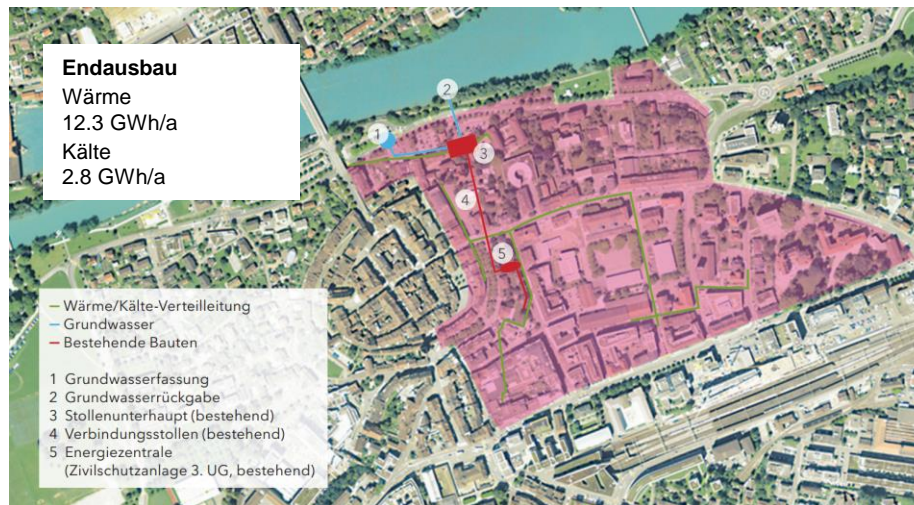 Endausbau
Wärme
12.3 GWh/a
Kälte
2.8 GWh/a
1
2
3
4
5
Wärme/Kälte-Verteilleitung
Grundwasser
Bestehende Bauten
1 Grundwasserfassung
2 Grundwasserrückgabe
3 Stollenunterhaupt (bestehend)
4 Verbindungsstollen (bestehend)
5 Energiezentrale
(Zivilschutzanlage 3. UG, bestehend)